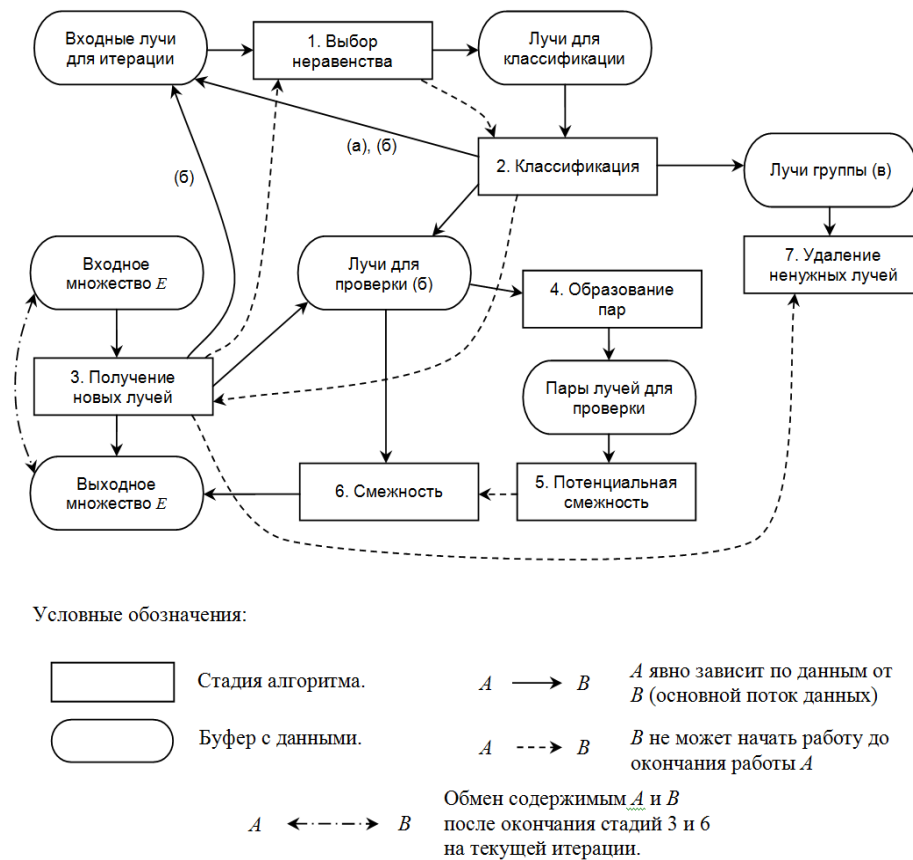 Входные лучи
для итерации
1. Выбор
неравенства
Лучи для
классификации
(а), (б)
2. Классификация
(б)
Лучи группы (в)
Входное
множество E
Лучи для
проверки (б)
7. Удаление
ненужных лучей
4. Образование
пар
3. Получение
новых лучей
Пары лучей для
проверки
Выходное
множество E
6. Смежность
5. Потенциальная
смежность
Условные обозначения:
Стадия алгоритма.
A B
A явно зависит по данным от
B (основной поток данных)
Буфер с данными.
A B
B не может начать работу до
окончания работы A
A B
Обмен содержимым A и B
после окончания стадий 3 и 6
на текущей итерации.